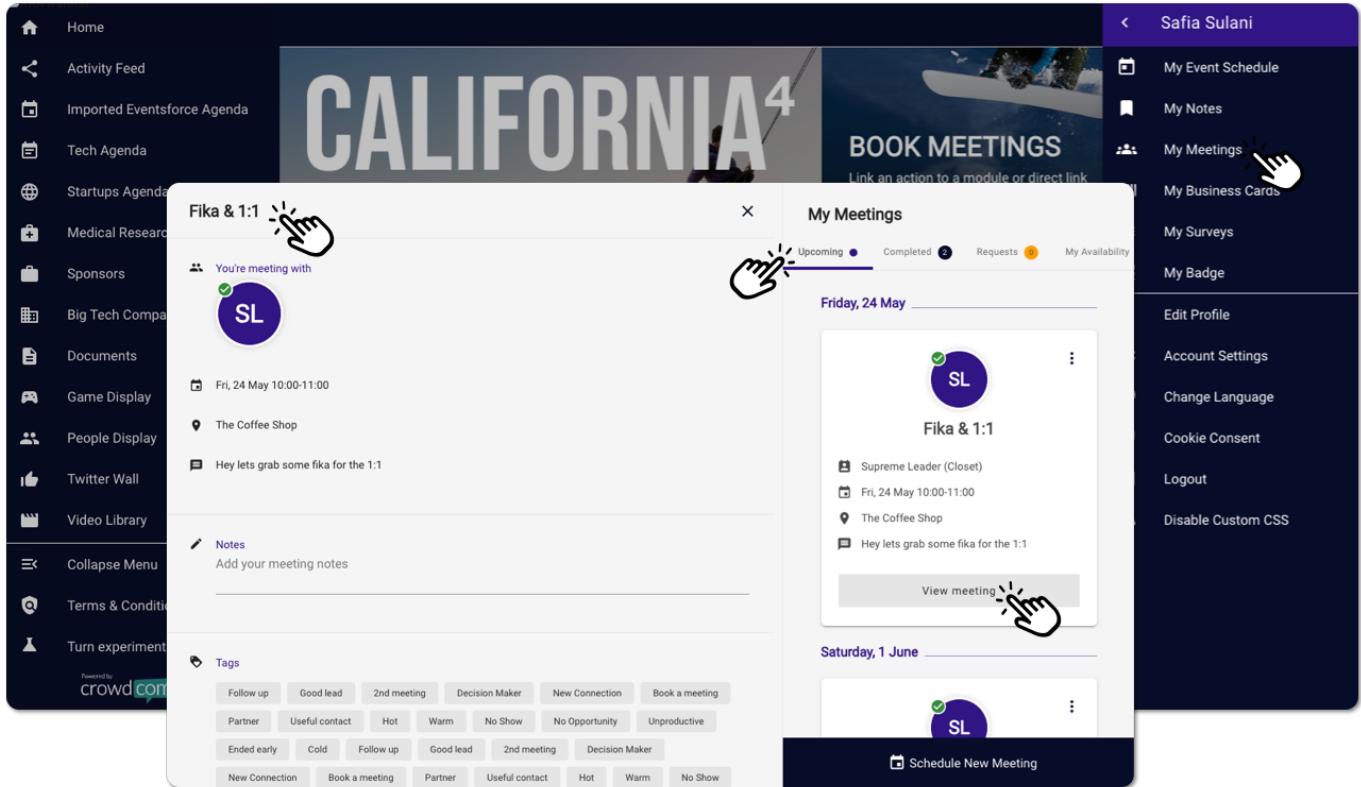 Home
Activity Feed
Imported Eventsforce Agenda
Tech Agenda
Startups Agenda
Medical
Sponsors
Big Tech
Documents
Game Display
People Display
Twitter Wall
Video Library
Collapse Menu
Terms &
Turn
Powered by
crowd
CALIFORNIA⁴
BOOK MEETINGS
Link an action to a module or direct link
Safia Sulani
My Event Schedule
My Notes
My Meetings
My Business Cards
My Surveys
My Badge
Edit Profile
Account Settings
Change Language
Cookie Consent
Logout
Disable Custom CSS
Fika & 1:1
You're meeting with
SL
Fri, 24 May 10:00-11:00
The Coffee Shop
Hey lets grab some fika for the 1:1
Notes
Add your meeting notes
Tags
Follow up Good lead 2nd meeting Decision Maker New Connection Book a meeting
Partner Useful contact Hot Warm No Show No Opportunity Unproductive
Ended early Cold Follow up Good lead 2nd meeting Decision Maker
New Connection Book a meeting Partner Useful contact Hot Warm No Show
My Meetings
Upcoming Completed 2 Requests 0 My Availability
Friday, 24 May
SL
Fika & 1:1
Supreme Leader (Closet)
Fri, 24 May 10:00-11:00
The Coffee Shop
Hey lets grab some fika for the 1:1
View meeting
Saturday, 1 June
SL
Schedule New Meeting